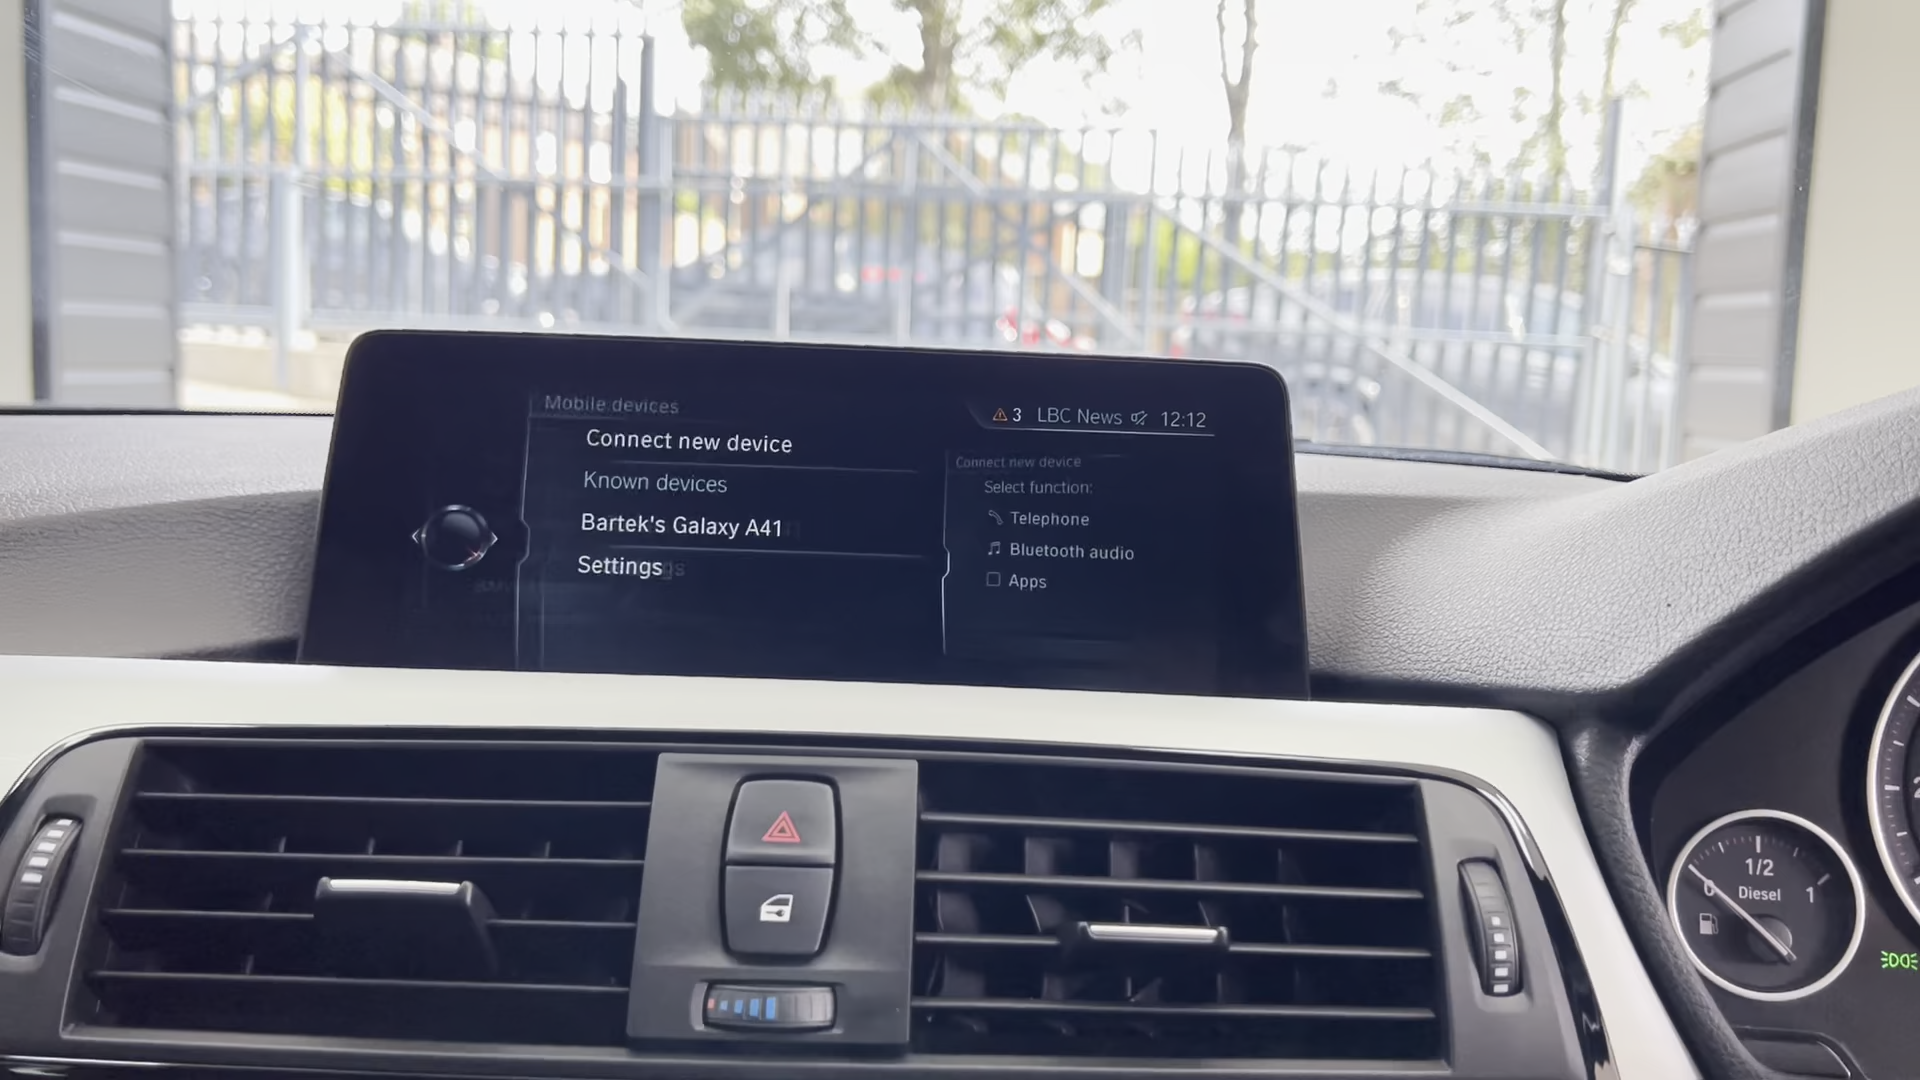 Mobile devices
Connect new device
Known devices
Bartek's Galaxy A41
Settings
3 LBC News 12:12
Connect new device
Select function:
Telephone
Bluetooth audio
Apps
1/2
0
1
Diesel